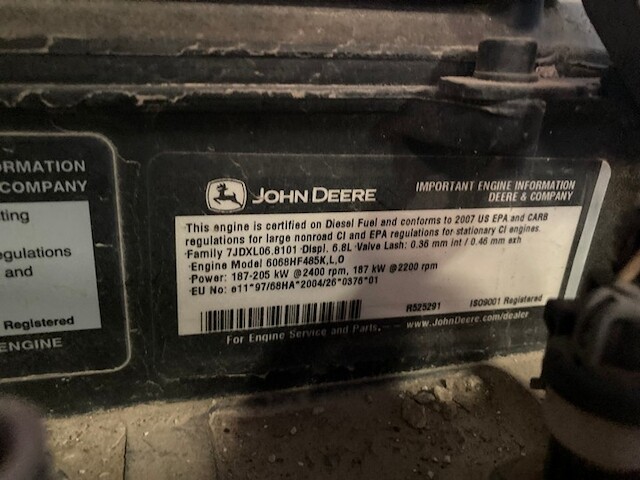 ORMATION
COMPANY
ting
egulations
and
Registered
ENGINE
JOHN DEERE
IMPORTANT ENGINE INFORMATION
DEERE & COMPANY
This engine is certified on Diesel Fuel and conforms to 2007 US EPA and CARB
regulations for large nonroad CI and EPA regulations for stationary CI engines.
Family 7JDXL06.8101 Displ. 6.8L Valve Lash: 0.36 mm int / 0.46 mm exh
Engine Model 6068HF485K,L,O
Power: 187-205 kW @2400 rpm, 187 kW @2200 rpm
EU No: e11*97/68HA*2004/26*0376*01
R525291 ISO9001 Registered
For Engine Service and Parts, -- www.JohnDeere.com/dealer